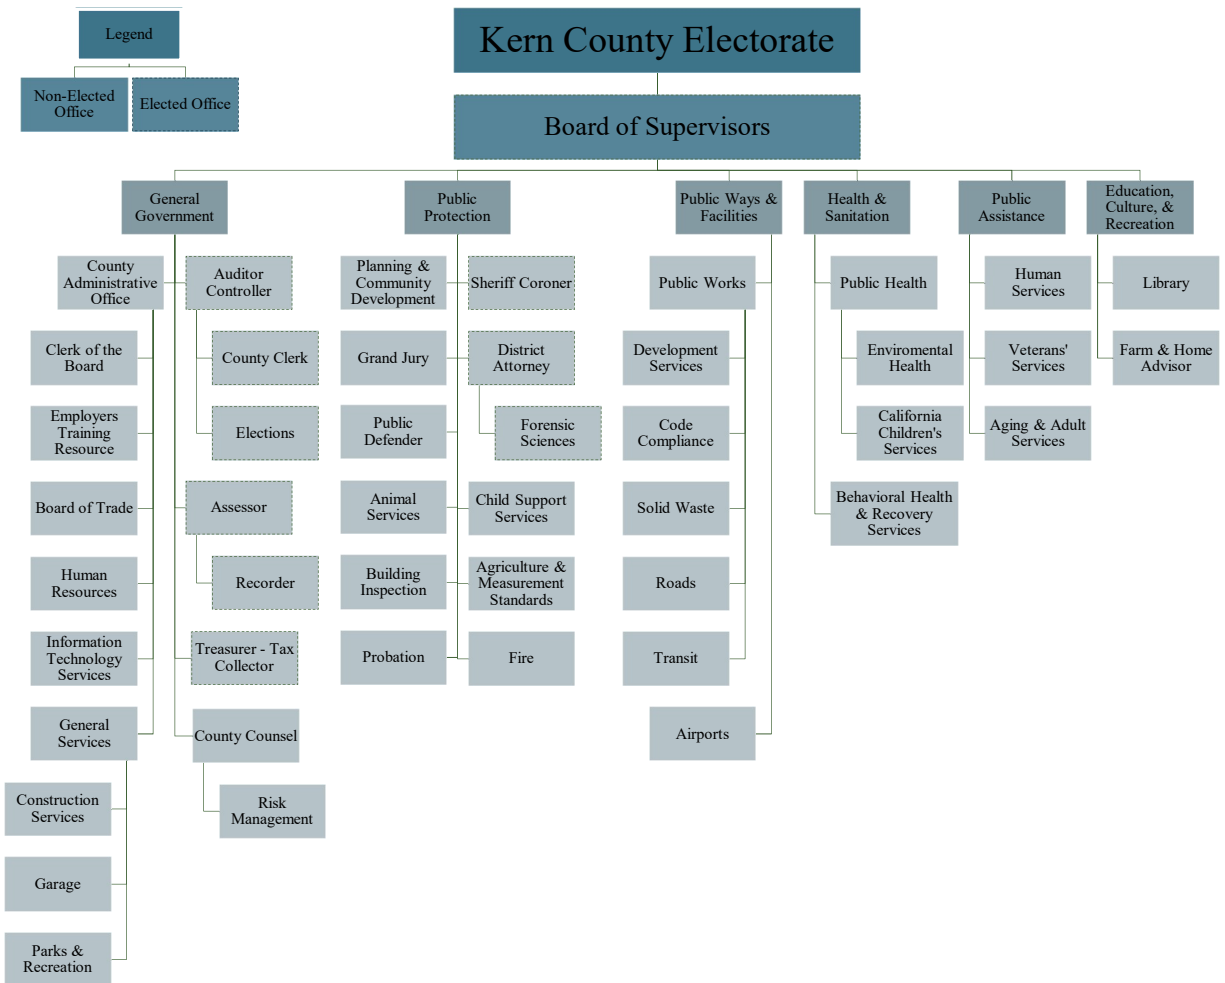 Legend
Non-Elected
Office
Elected Office
Kern County Electorate
Board of Supervisors
General
Government
Public
Protection
Public Ways &
Facilities
Health &
Sanitation
Public
Assistance
Education,
Culture, &
Recreation
County
Administrative
Office
Clerk of the
Board
Employers
Training
Resource
Board of Trade
Human
Resources
Information
Technology
Services
General
Services
Construction
Services
Garage
Parks &
Recreation
Auditor
Controller
County Clerk
Elections
Assessor
Recorder
Treasurer - Tax
Collector
County Counsel
Risk
Management
Planning &
Community
Development
Grand Jury
Public
Defender
Animal
Services
Building
Inspection
Probation
Sheriff Coroner
District
Attorney
Forensic
Sciences
Child Support
Services
Agriculture &
Measurement
Standards
Fire
Public Works
Development
Services
Code
Compliance
Solid Waste
Roads
Transit
Airports
Public Health
Enviromental
Health
California
Children's
Services
Behavioral Health
& Recovery
Services
Human
Services
Veterans'
Services
Aging & Adult
Services
Library
Farm & Home
Advisor